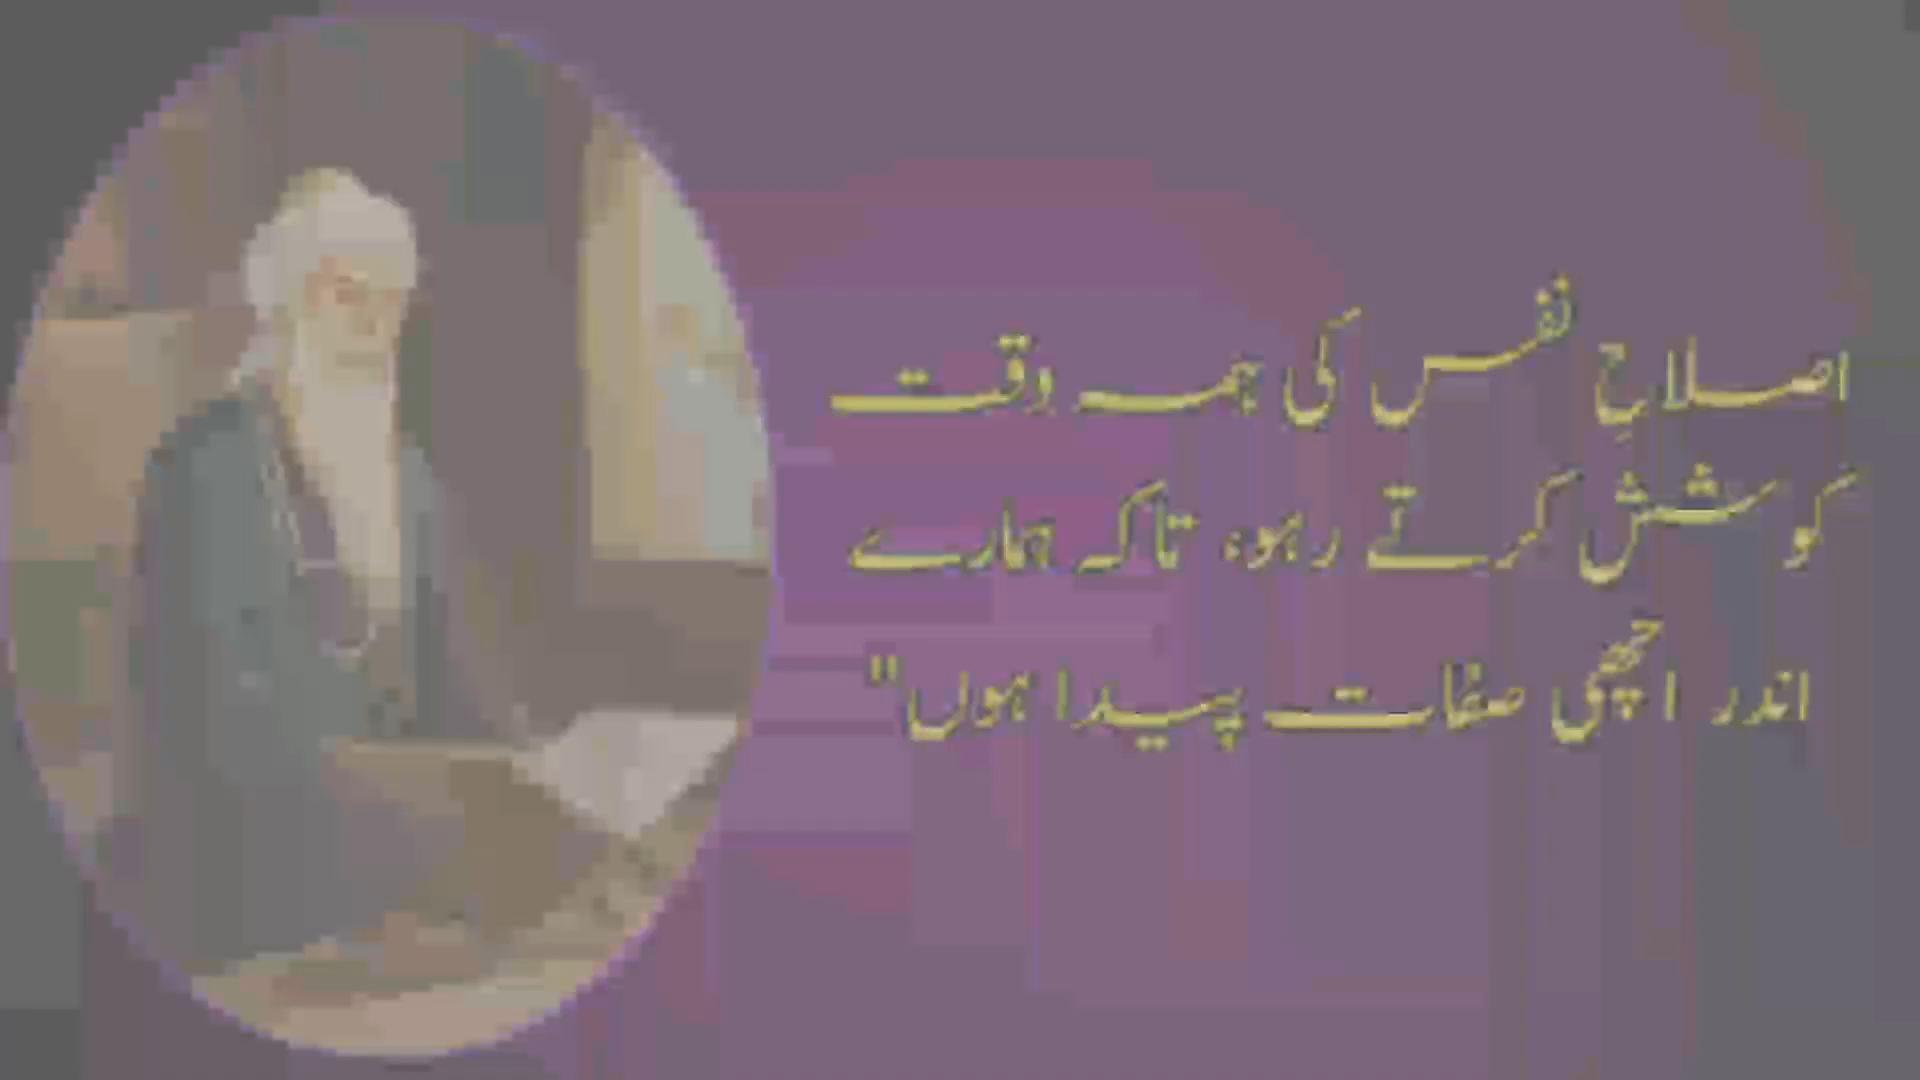 اصلاحِ نفس کی ہمہ وقت
کوشش کرتے رہو، تاکہ ہمارے
اندر اچھی صفات پیدا ہوں"